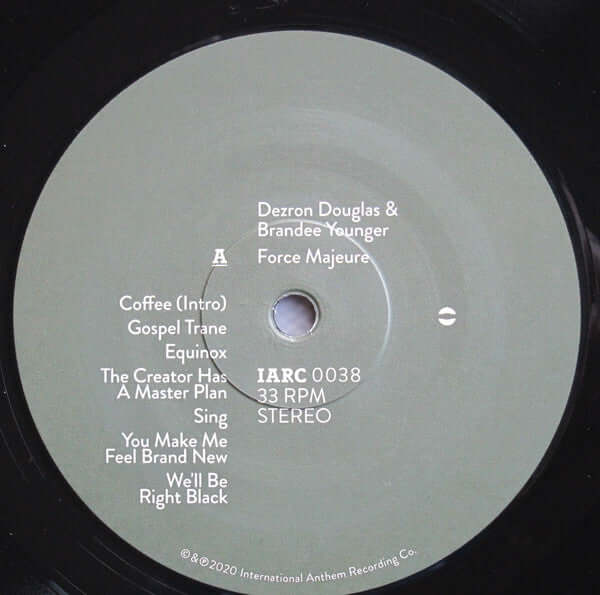 Dezron Douglas &
Brandee Younger
A
Force Majeure
Coffee (Intro)
Gospel Trane
Equinox
The Creator Has
A Master Plan
Sing
You Make Me
Feel Brand New
We'll Be
Right Black
IARC 0038
33 RPM
STEREO
©&℗2020 International Anthem Recording Co.